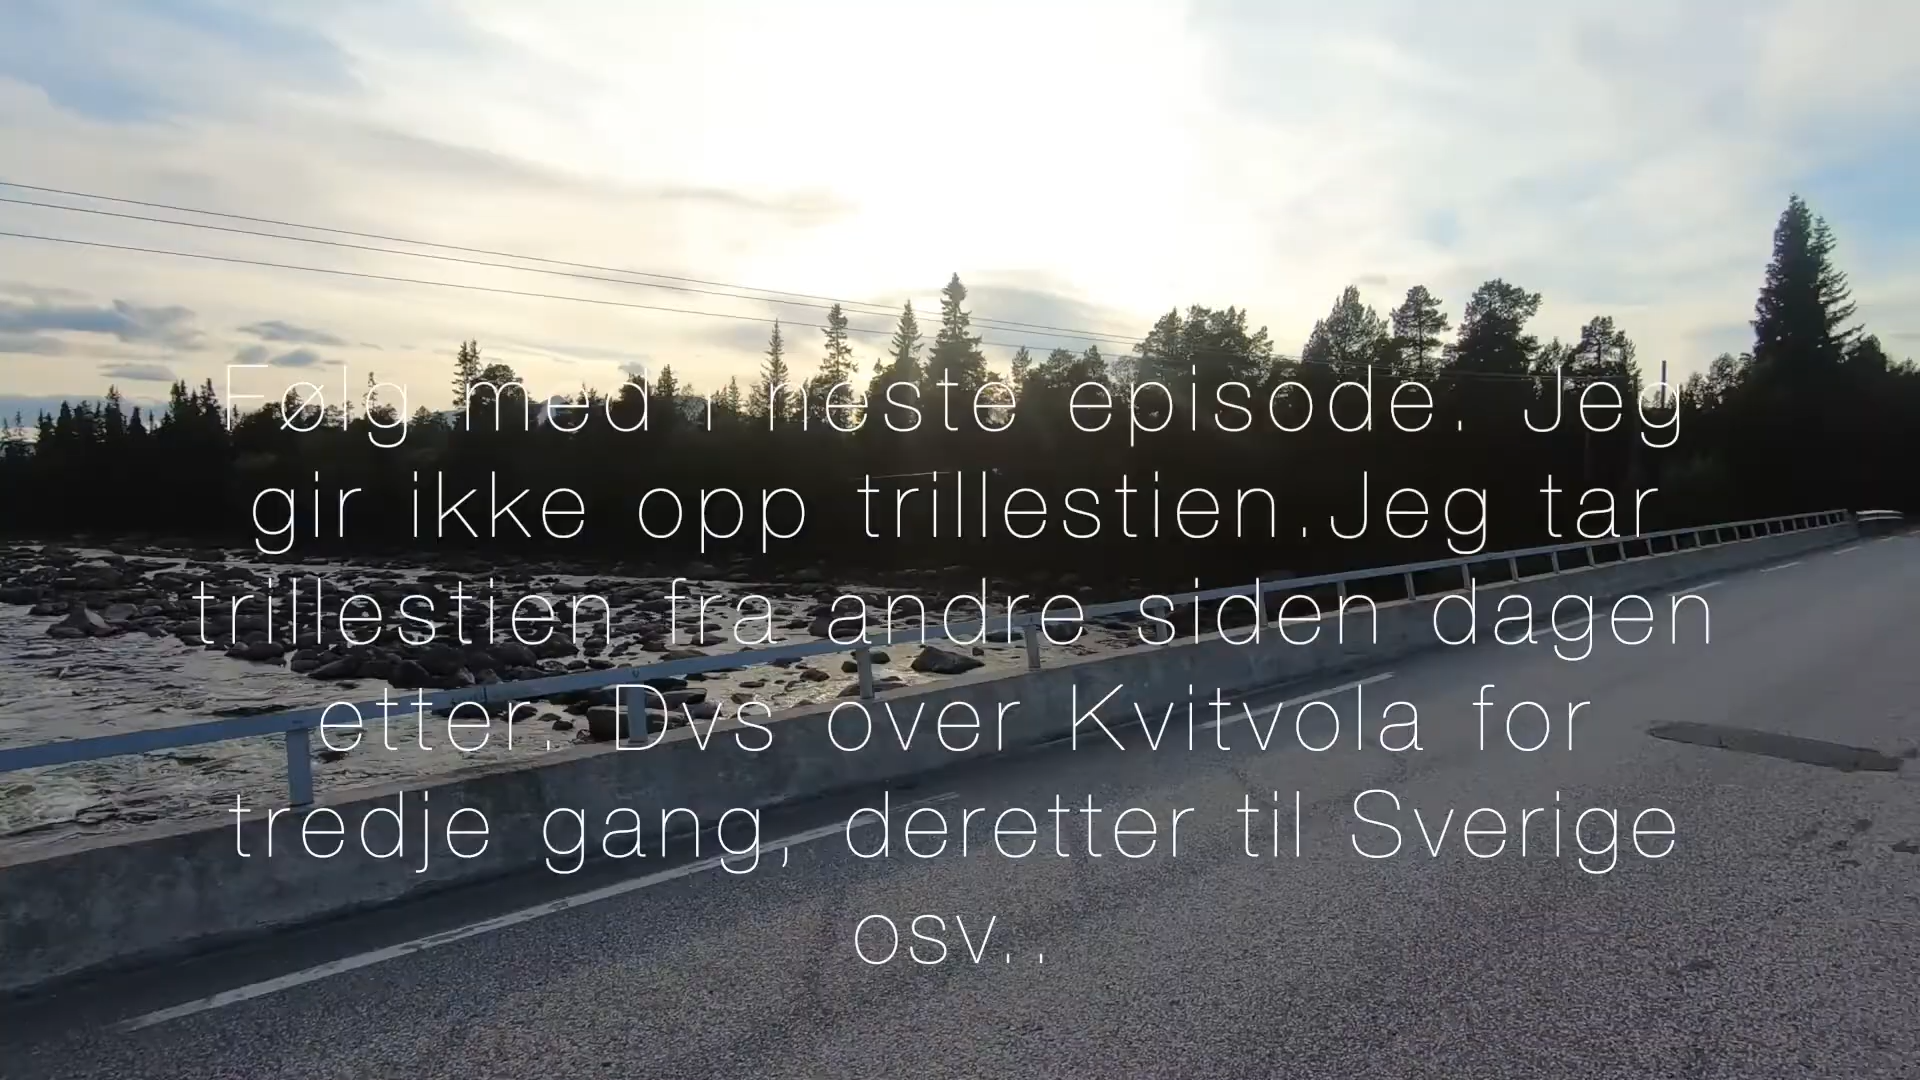 Følg med i neste episode. Jeg
gir ikke opp trillestien.Jeg tar
trillestien fra andre siden dagen
etter. Dvs over Kvitvola for
tredje gang, deretter til Sverige
osv..